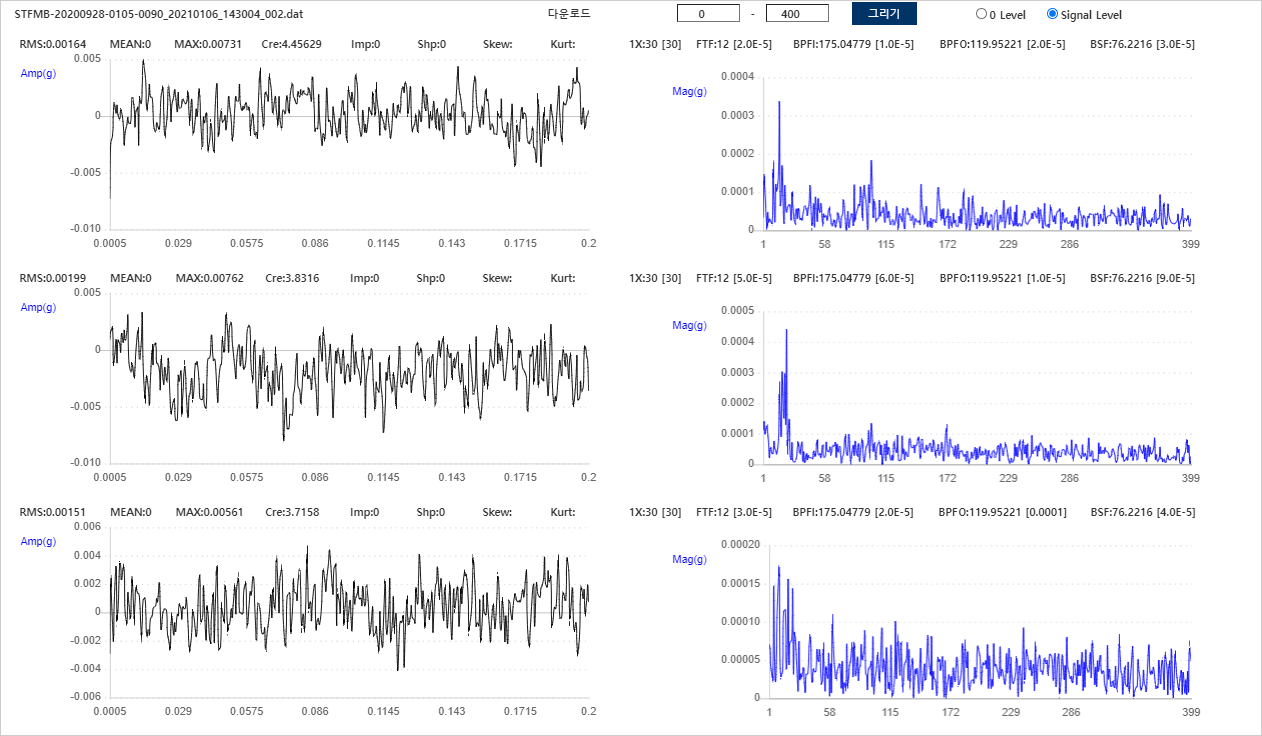 STFMB-20200928-0105-0090_20210106_143004_002.dat 다운로드 0 - 400 그리기 0 Level Signal Level
RMS:0.00164 MEAN:0 MAX:0.00731 Cre:4.45629 Imp:0 Shp:0 Skew: Kurt: 1X:30 [30] FTF:12 [2.0E-5] BPFI:175.04779 [1.0E-5] BPFO:119.95221 [2.0E-5] BSF:76.2216 [3.0E-5]
Amp(g)
0.005
0
-0.005
-0.010
0.0005 0.029 0.0575 0.086 0.1145 0.143 0.1715 0.2
Mag(g)
0.0004
0.0003
0.0002
0.0001
0
1 58 115 172 229 286 399
RMS:0.00199 MEAN:0 MAX:0.00762 Cre:3.8316 Imp:0 Shp:0 Skew: Kurt: 1X:30 [30] FTF:12 [5.0E-5] BPFI:175.04779 [6.0E-5] BPFO:119.95221 [1.0E-5] BSF:76.2216 [9.0E-5]
Amp(g)
0.005
0
-0.005
-0.010
0.0005 0.029 0.0575 0.086 0.1145 0.143 0.1715 0.2
Mag(g)
0.0005
0.0004
0.0003
0.0002
0.0001
0
1 58 115 172 229 286 399
RMS:0.00151 MEAN:0 MAX:0.00561 Cre:3.7158 Imp:0 Shp:0 Skew: Kurt: 1X:30 [30] FTF:12 [3.0E-5] BPFI:175.04779 [2.0E-5] BPFO:119.95221 [0.0001] BSF:76.2216 [4.0E-5]
Amp(g)
0.006
0.004
0.002
0
-0.002
-0.004
-0.006
0.0005 0.029 0.0575 0.086 0.1145 0.143 0.1715 0.2
Mag(g)
0.00020
0.00015
0.00010
0.00005
0
1 58 115 172 229 286 399